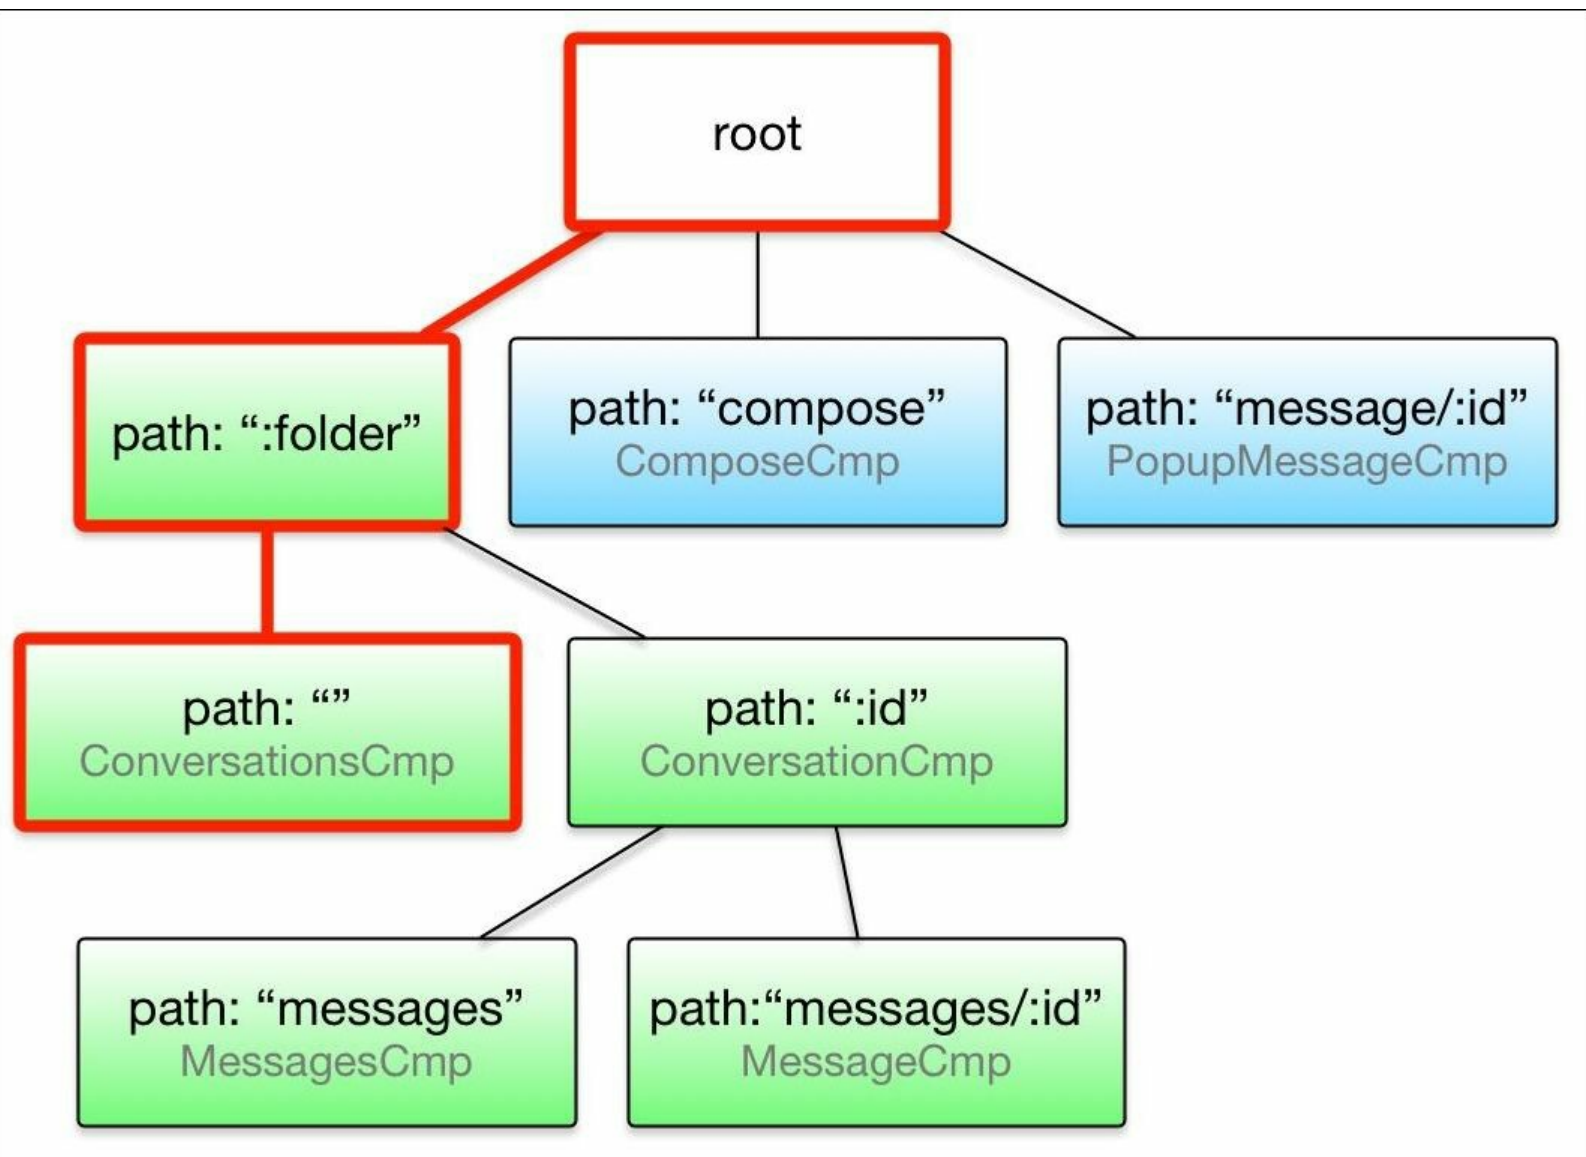 root
path: “:folder”
path: “compose”
ComposeCmp
path: “message/:id”
PopupMessageCmp
path: “”
ConversationsCmp
path: “:id”
ConversationCmp
path: “messages”
MessagesCmp
path:“messages/:id”
MessageCmp